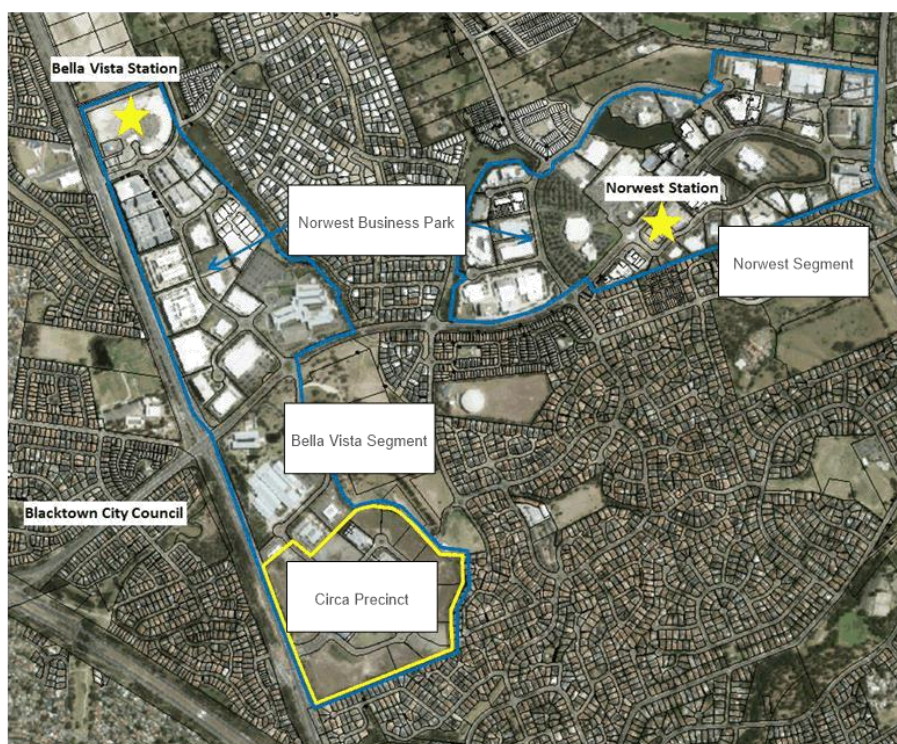 Bella Vista Station
Norwest Station
Norwest Business Park
Norwest Segment
Bella Vista Segment
Blacktown City Council
Circa Precinct